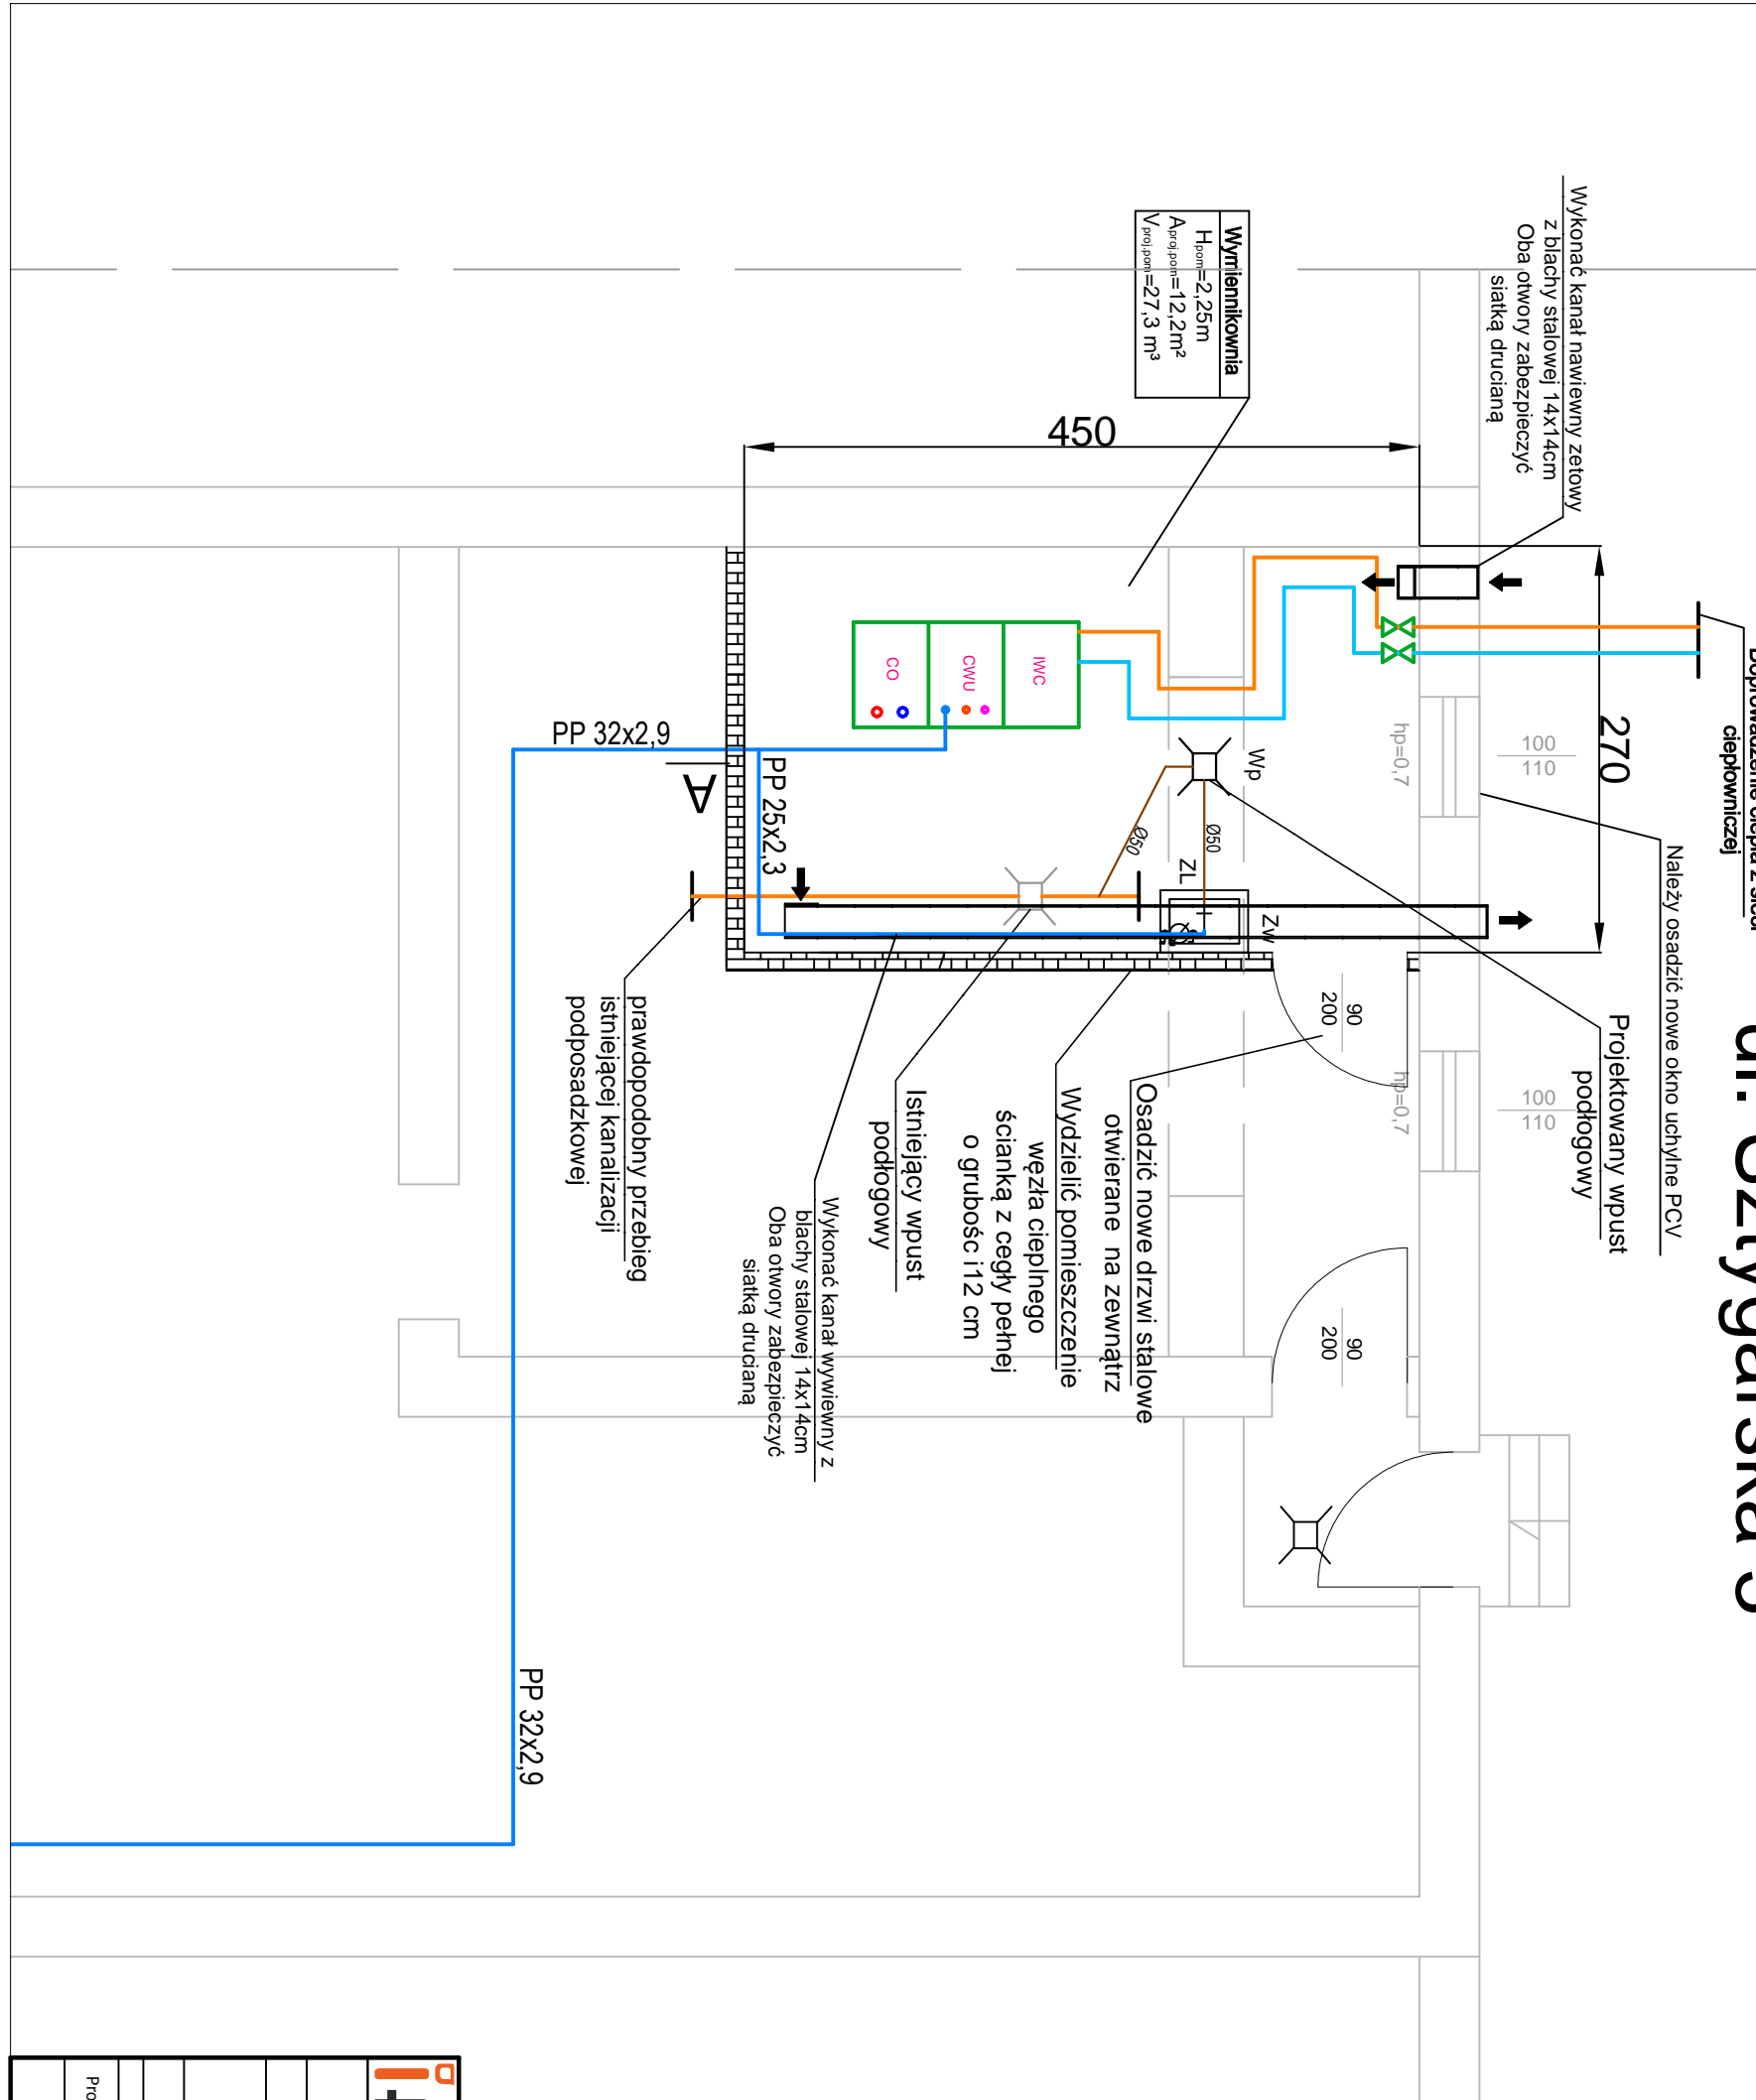 ul. Sztygarska 5
ciepłowniczej
Wykonać kanał nawiewny zetowy
z blachy stalowej 14x14cm
Oba otwory zabezpieczyć
siatką drucianą
270
Należy osadzić nowe okno uchylne PCV
Projektowany wpust
podłogowy
100
110
hp=0,7
100
110
hp=0,7
Wymiennikownia
Hpom=2,25m
Aproj.pom=12,2m²
Vproj.pom=27,3 m³
450
IWC
CWU
CO
Wp
Ø50
Ø50
ZL
Zw
90
200
90
200
Osadzić nowe drzwi stalowe
otwierane na zewnątrz
Wydzielić pomieszczenie
węzła cieplnego
ścianką z cegły pełnej
o grubośc i12 cm
Istniejący wpust
podłogowy
Wykonać kanał wywiewny z
blachy stalowej 14x14cm
Oba otwory zabezpieczyć
siatką drucianą
PP 25x2,3
A
PP 32x2,9
prawdopodobny przebieg
istniejącej kanalizacji
podposadzkowej
PP 32x2,9
Pro